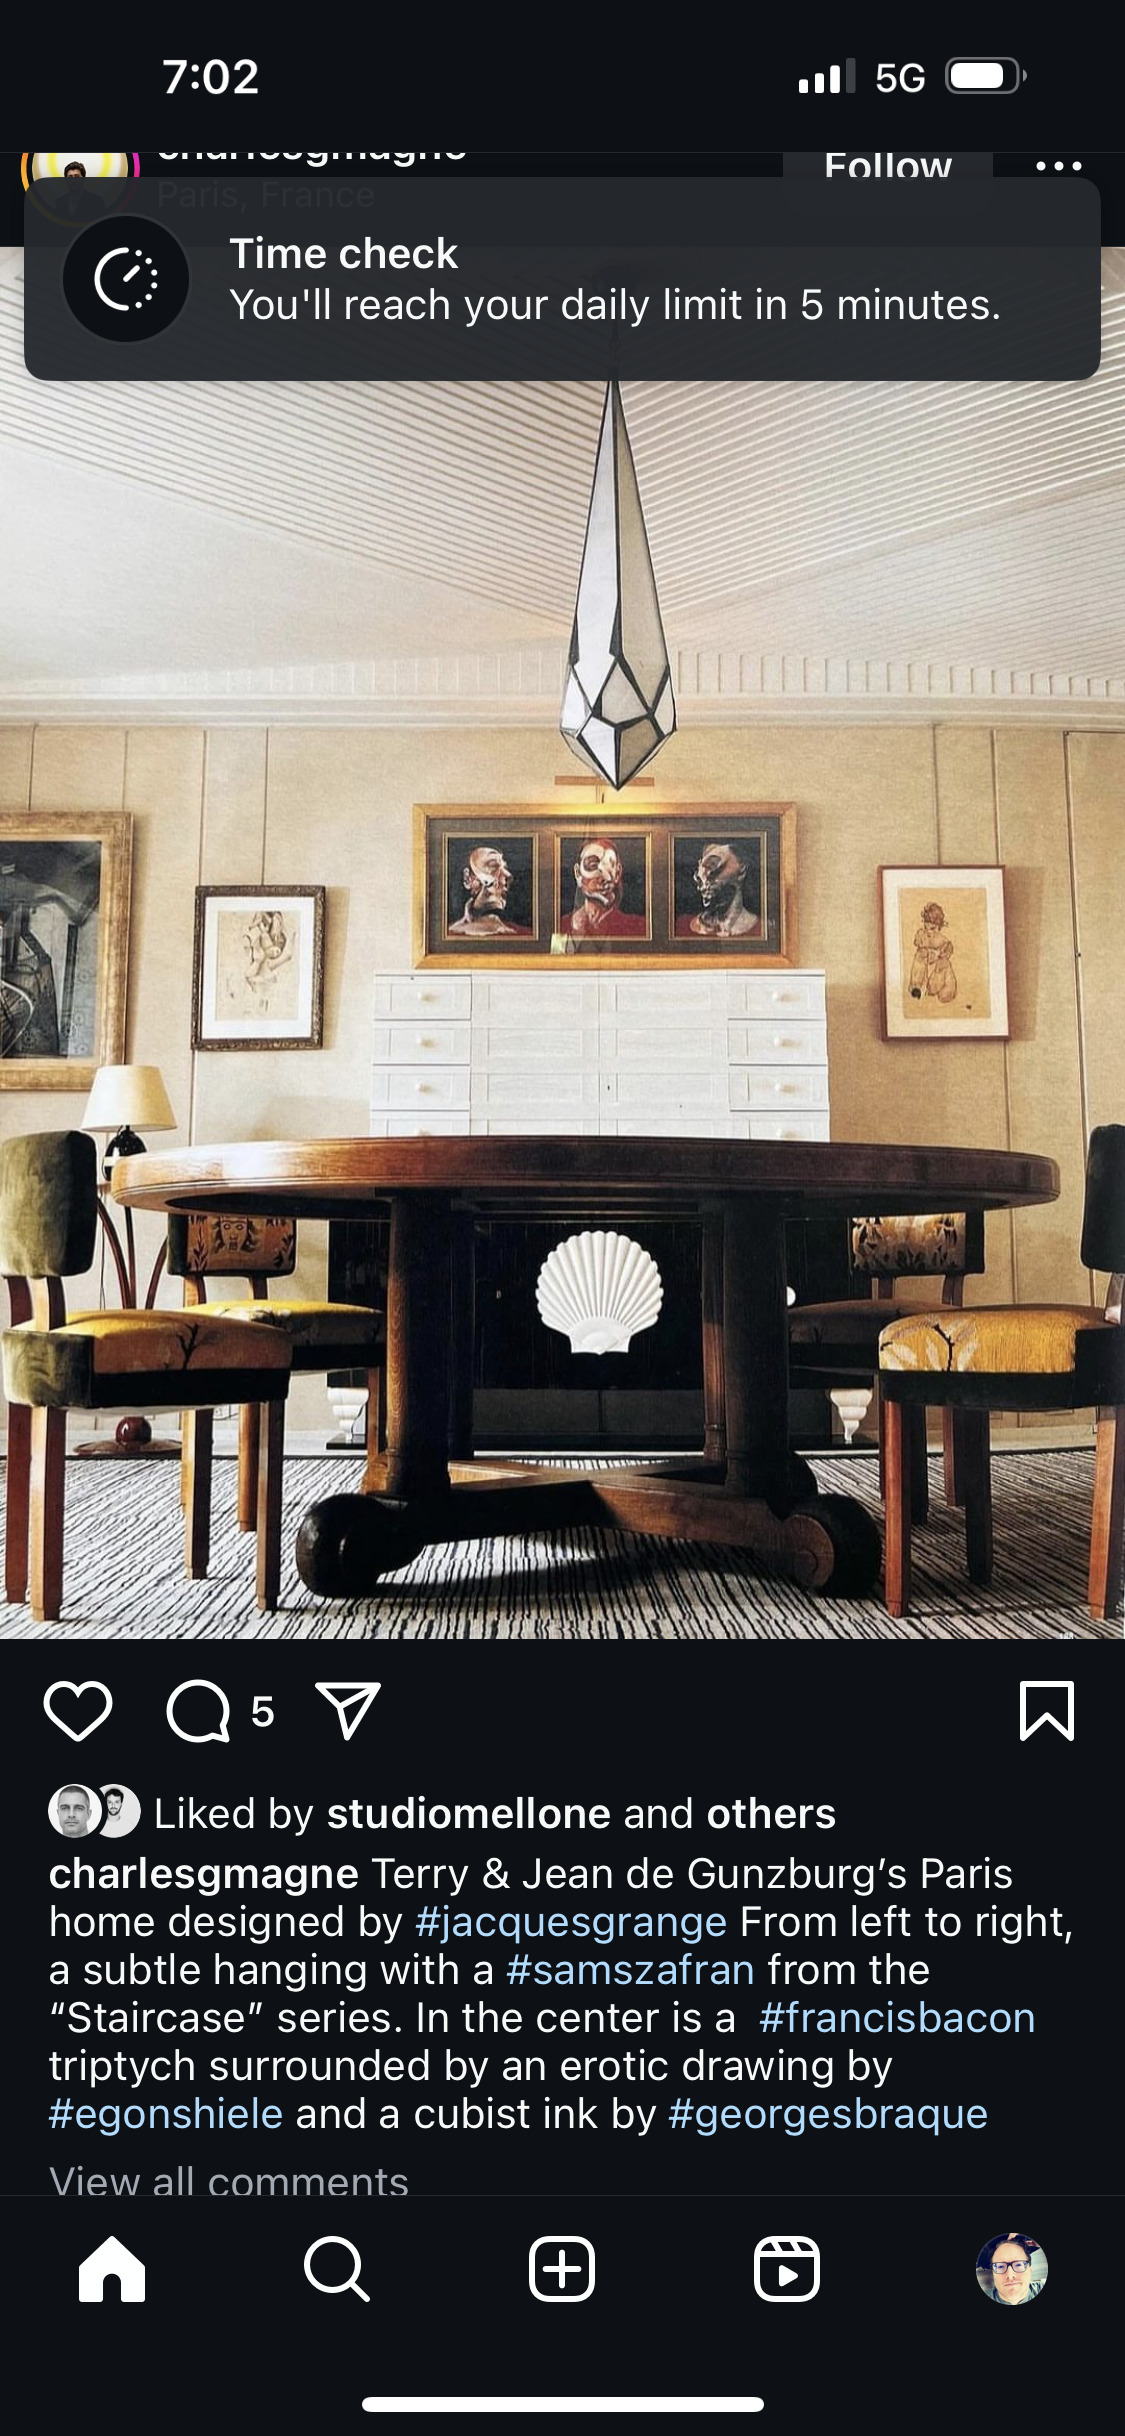 7:02
5G
charlesgmagne
Follow
Paris, France
Time check
You'll reach your daily limit in 5 minutes.
5
Liked by studiomellone and others
charlesgmagne Terry & Jean de Gunzburg’s Paris
home designed by #jacquesgrange From left to right,
a subtle hanging with a #samszafran from the
“Staircase” series. In the center is a #francisbacon
triptych surrounded by an erotic drawing by
#egonshiele and a cubist ink by #georgesbraque
View all comments